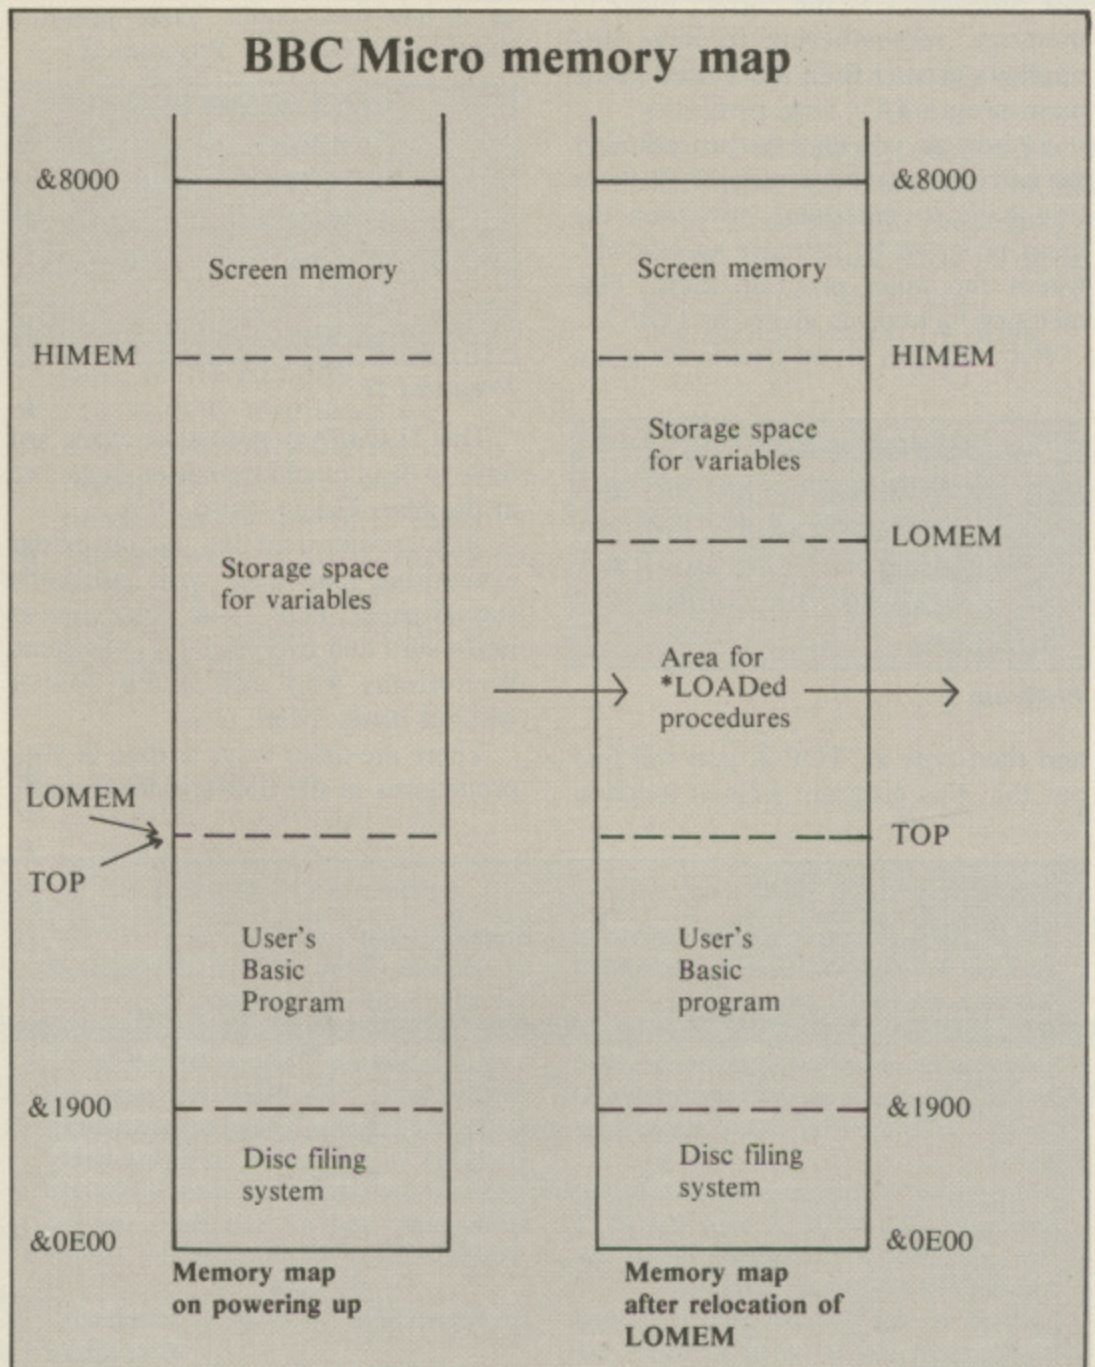 BBC Micro memory map
&8000
Screen memory
HIMEM
Storage space
for variables
LOMEM
TOP
User's
Basic
Program
&1900
Disc filing
system
&0E00
Memory map
on powering up
&8000
Screen memory
HIMEM
Storage space
for variables
LOMEM
Area for
*LOADed
procedures
TOP
User's
Basic
program
&1900
Disc filing
system
&0E00
Memory map
after relocation of
LOMEM